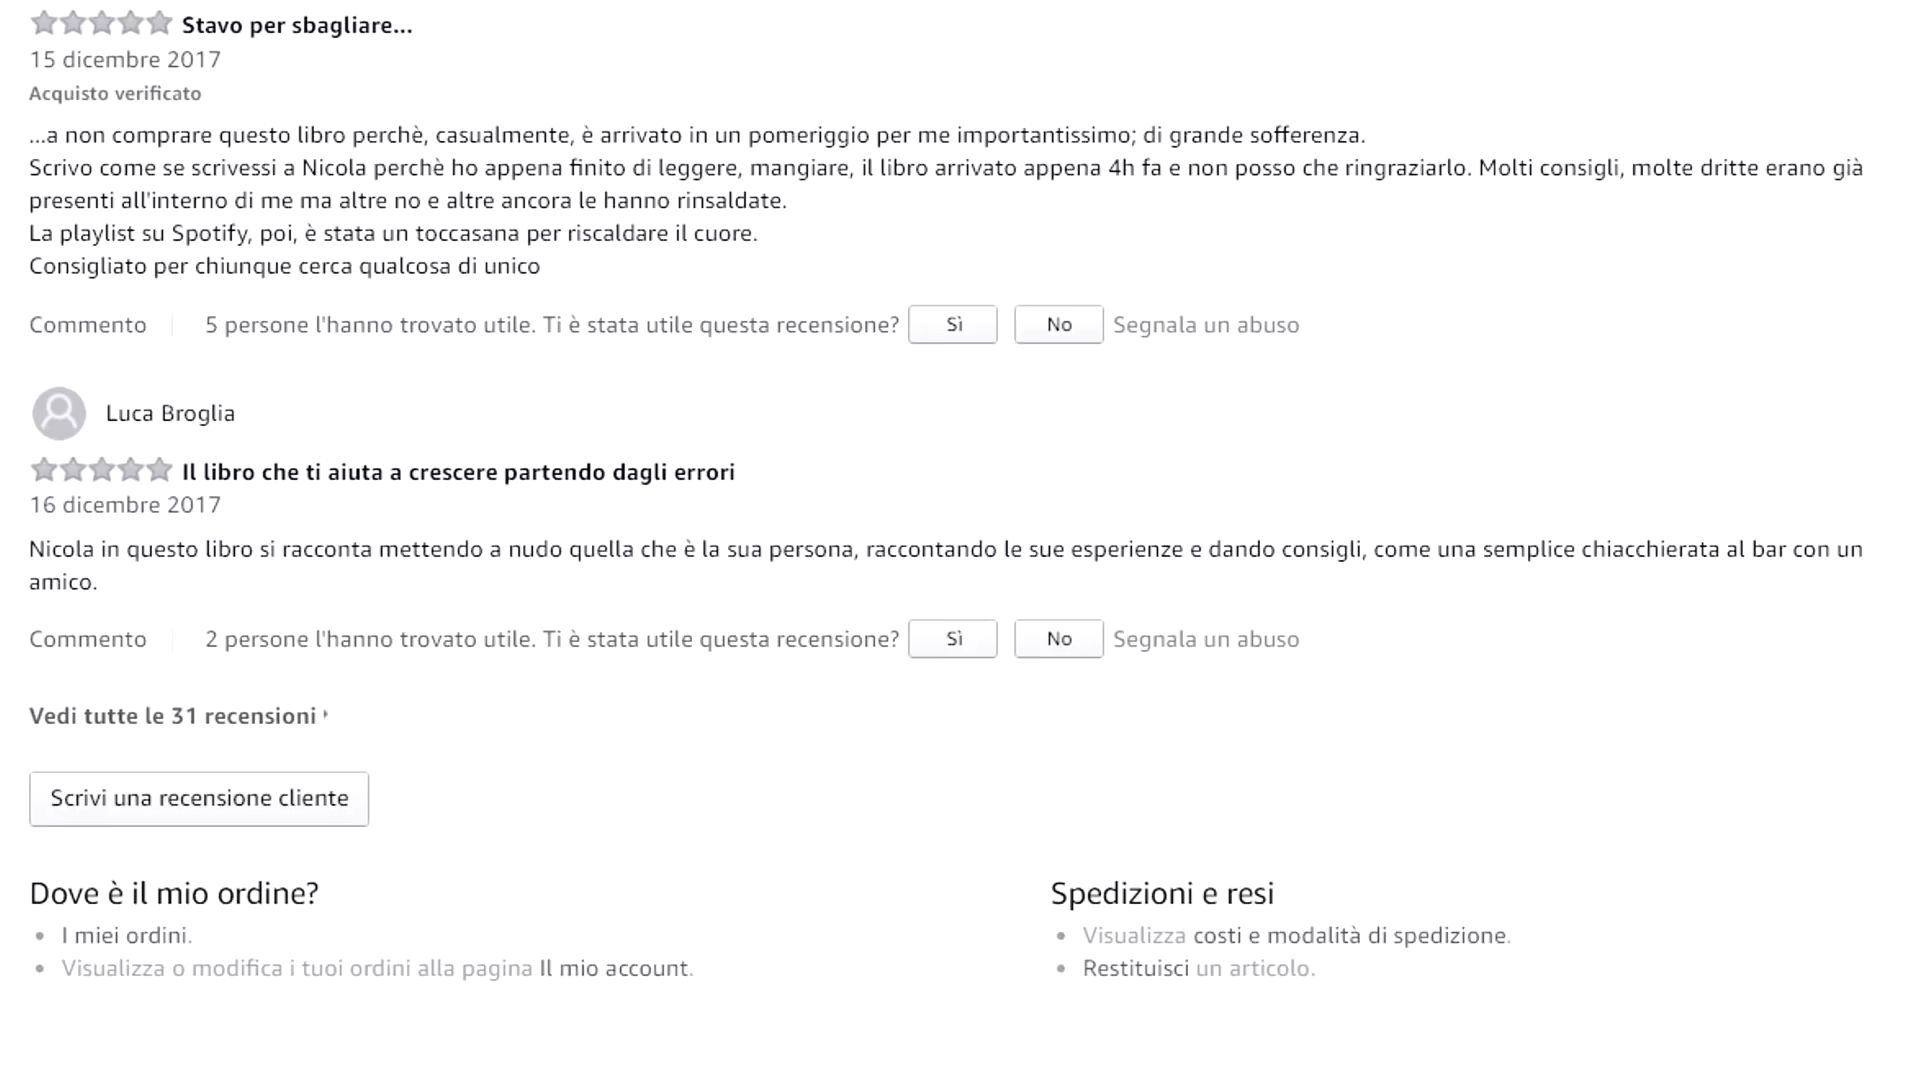 Stavo per sbagliare...
15 dicembre 2017
Acquisto verificato
...a non comprare questo libro perchè, casualmente, è arrivato in un pomeriggio per me importantissimo; di grande sofferenza.
Scrivo come se scrivessi a Nicola perchè ho appena finito di leggere, mangiare, il libro arrivato appena 4h fa e non posso che ringraziarlo. Molti consigli, molte dritte erano già
presenti all'interno di me ma altre no e altre ancora le hanno rinsaldate.
La playlist su Spotify, poi, è stata un toccasana per riscaldare il cuore.
Consigliato per chiunque cerca qualcosa di unico
Commento 5 persone l'hanno trovato utile. Ti è stata utile questa recensione? Sì No Segnala un abuso
Luca Broglia
Il libro che ti aiuta a crescere partendo dagli errori
16 dicembre 2017
Nicola in questo libro si racconta mettendo a nudo quella che è la sua persona, raccontando le sue esperienze e dando consigli, come una semplice chiacchierata al bar con un
amico.
Commento 2 persone l'hanno trovato utile. Ti è stata utile questa recensione? Sì No Segnala un abuso
Vedi tutte le 31 recensioni
Scrivi una recensione cliente
Dove è il mio ordine?
I miei ordini.
Visualizza o modifica i tuoi ordini alla pagina Il mio account.
Spedizioni e resi
Visualizza costi e modalità di spedizione.
Restituisci un articolo.